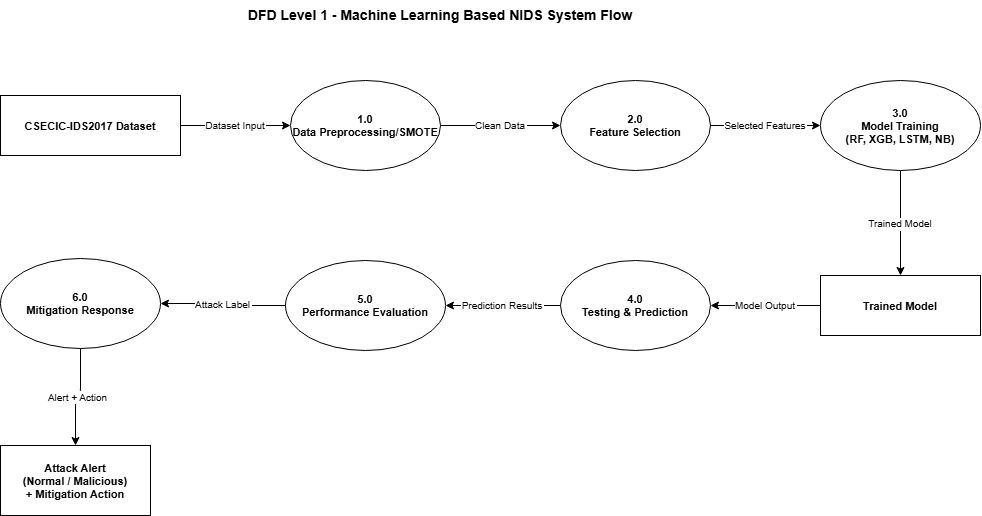 DFD Level 1 - Machine Learning Based NIDS System Flow
CSECIC-IDS2017 Dataset
Dataset Input
1.0
Data Preprocessing/SMOTE
Clean Data
2.0
Feature Selection
Selected Features
3.0
Model Training
(RF, XGB, LSTM, NB)
Trained Model
Trained Model
Model Output
4.0
Testing & Prediction
Prediction Results
5.0
Performance Evaluation
Attack Label
6.0
Mitigation Response
Alert + Action
Attack Alert
(Normal / Malicious)
+ Mitigation Action